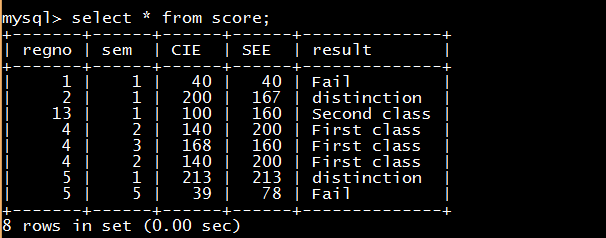 mysql> select * from score;
+-------+------+------+------+--------------+
| regno | sem  | CIE  | SEE  | result       |
+-------+------+------+------+--------------+
|     1 |    1 |   40 |   40 | Fail         |
|     2 |    1 |  200 |  167 | distinction  |
|    13 |    1 |  100 |  160 | Second class |
|     4 |    2 |  140 |  200 | First class  |
|     4 |    3 |  168 |  160 | First class  |
|     4 |    2 |  140 |  200 | First class  |
|     5 |    1 |  213 |  213 | distinction  |
|     5 |    5 |   39 |   78 | Fail         |
+-------+------+------+------+--------------+
8 rows in set (0.00 sec)